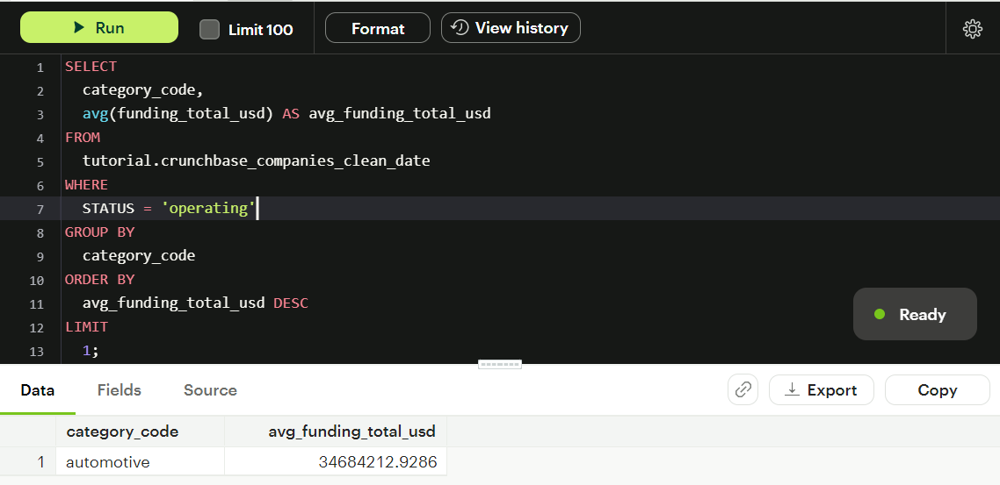 Run Limit 100 Format View history
1 SELECT
2 category_code,
3 avg(funding_total_usd) AS avg_funding_total_usd
4 FROM
5 tutorial.crunchbase_companies_clean_date
6 WHERE
7 STATUS = 'operating'
8 GROUP BY
9 category_code
10 ORDER BY
11 avg_funding_total_usd DESC
Ready
12 LIMIT
13 1;
Data Fields Source Export Copy
category_code avg_funding_total_usd
1 automotive 34684212.9286